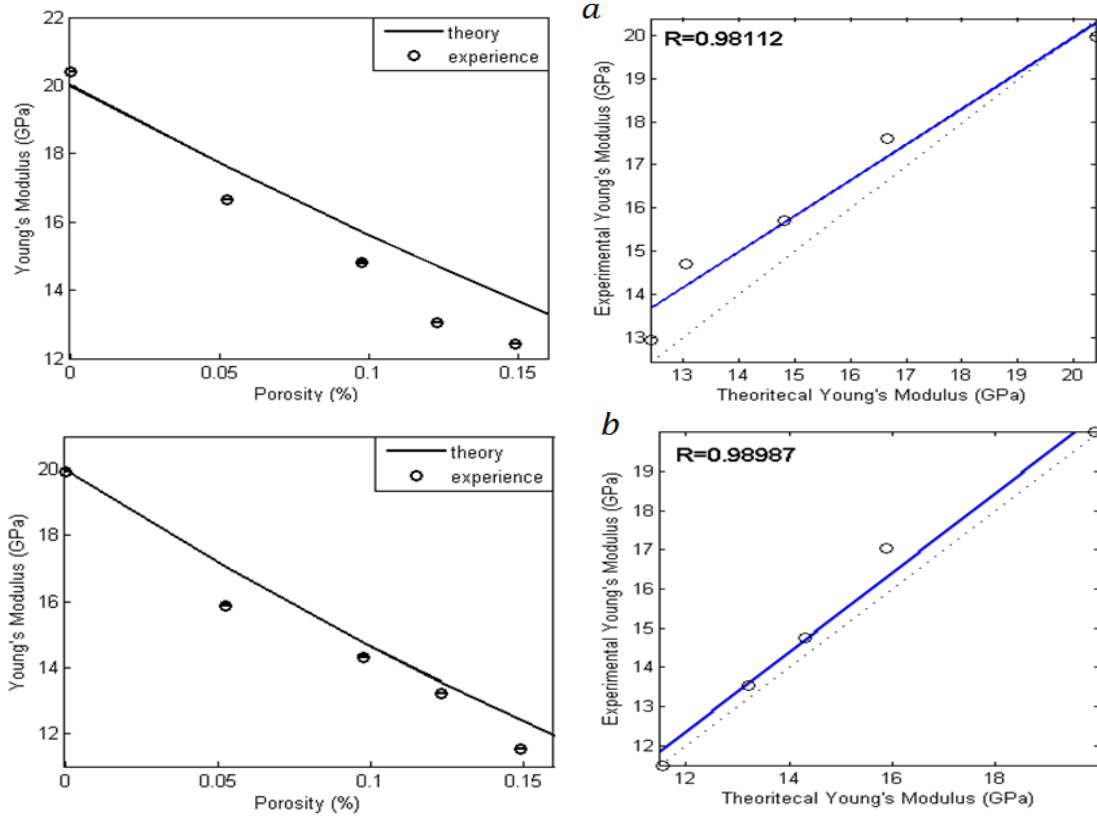 a
22
20
18
16
14
12
0
0.05
0.1
0.15
Young's Modulus (GPa)
Porosity (%)
theory
experience
R=0.98112
20
19
18
17
16
15
14
13
13
14
15
16
17
18
19
20
Experimental Young's Modulus (GPa)
Theoritecal Young's Modulus (GPa)
b
20
18
16
14
12
0
0.05
0.1
0.15
Young's Modulus (GPa)
Porosity (%)
theory
experience
R=0.98987
19
18
17
16
15
14
13
12
12
14
16
18
Experimental Young's Modulus (GPa)
Theoritecal Young's Modulus (GPa)